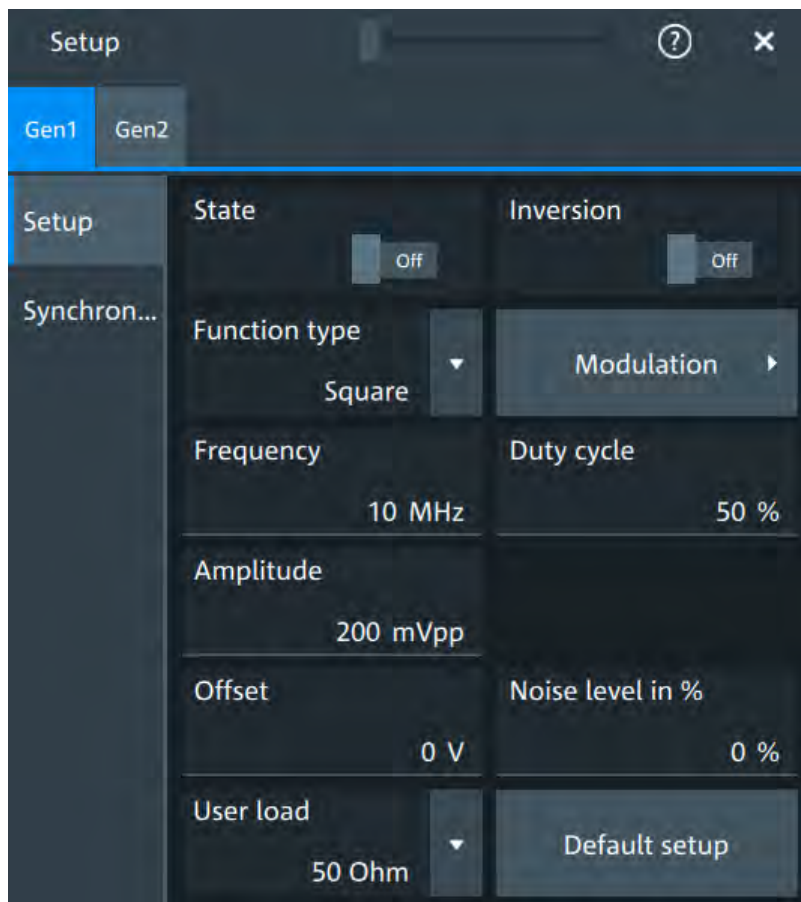 Setup
Gen1 Gen2
Setup
Synchron...
State Inversion
Off Off
Function type
Square
Modulation
Frequency Duty cycle
10 MHz 50 %
Amplitude
200 mVpp
Offset Noise level in %
0 V 0 %
User load
50 Ohm
Default setup